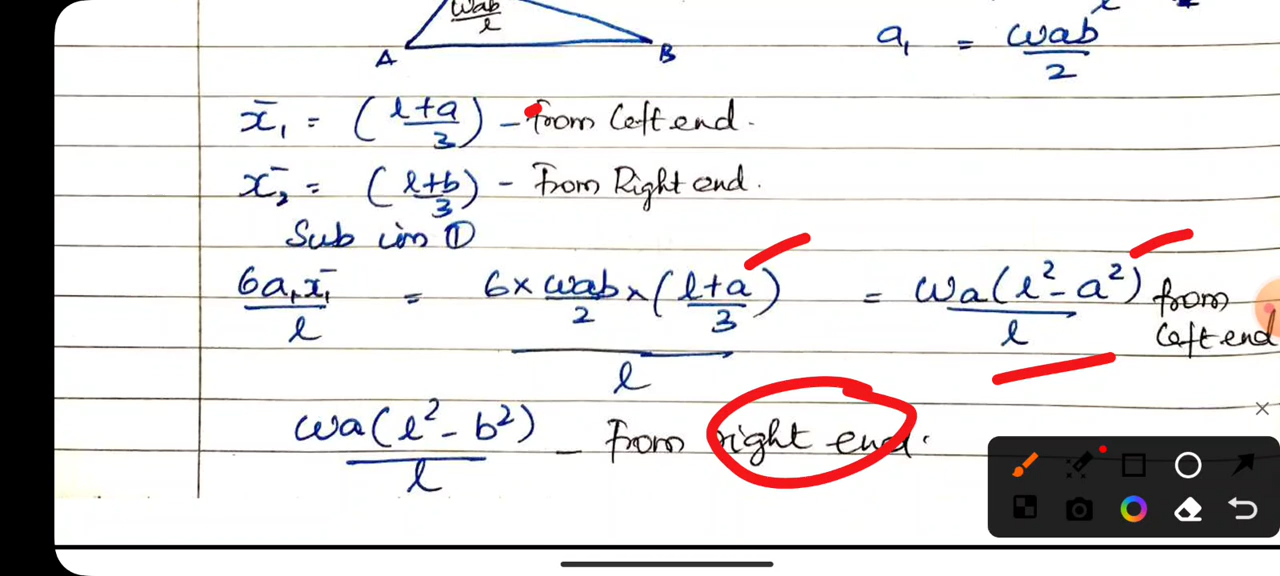 wab/l
A B
a₁ = wab/2
x̄₁ = (l+a/3) - from Left end.
x̄₂ = (l+b/3) - From Right end.
Sub in ①
6a₁x̄₁/l = 6 × wab/2 × (l+a/3) / l = wa(l²-a²)/l from Left end
wa(l²-b²)/l - From right end.